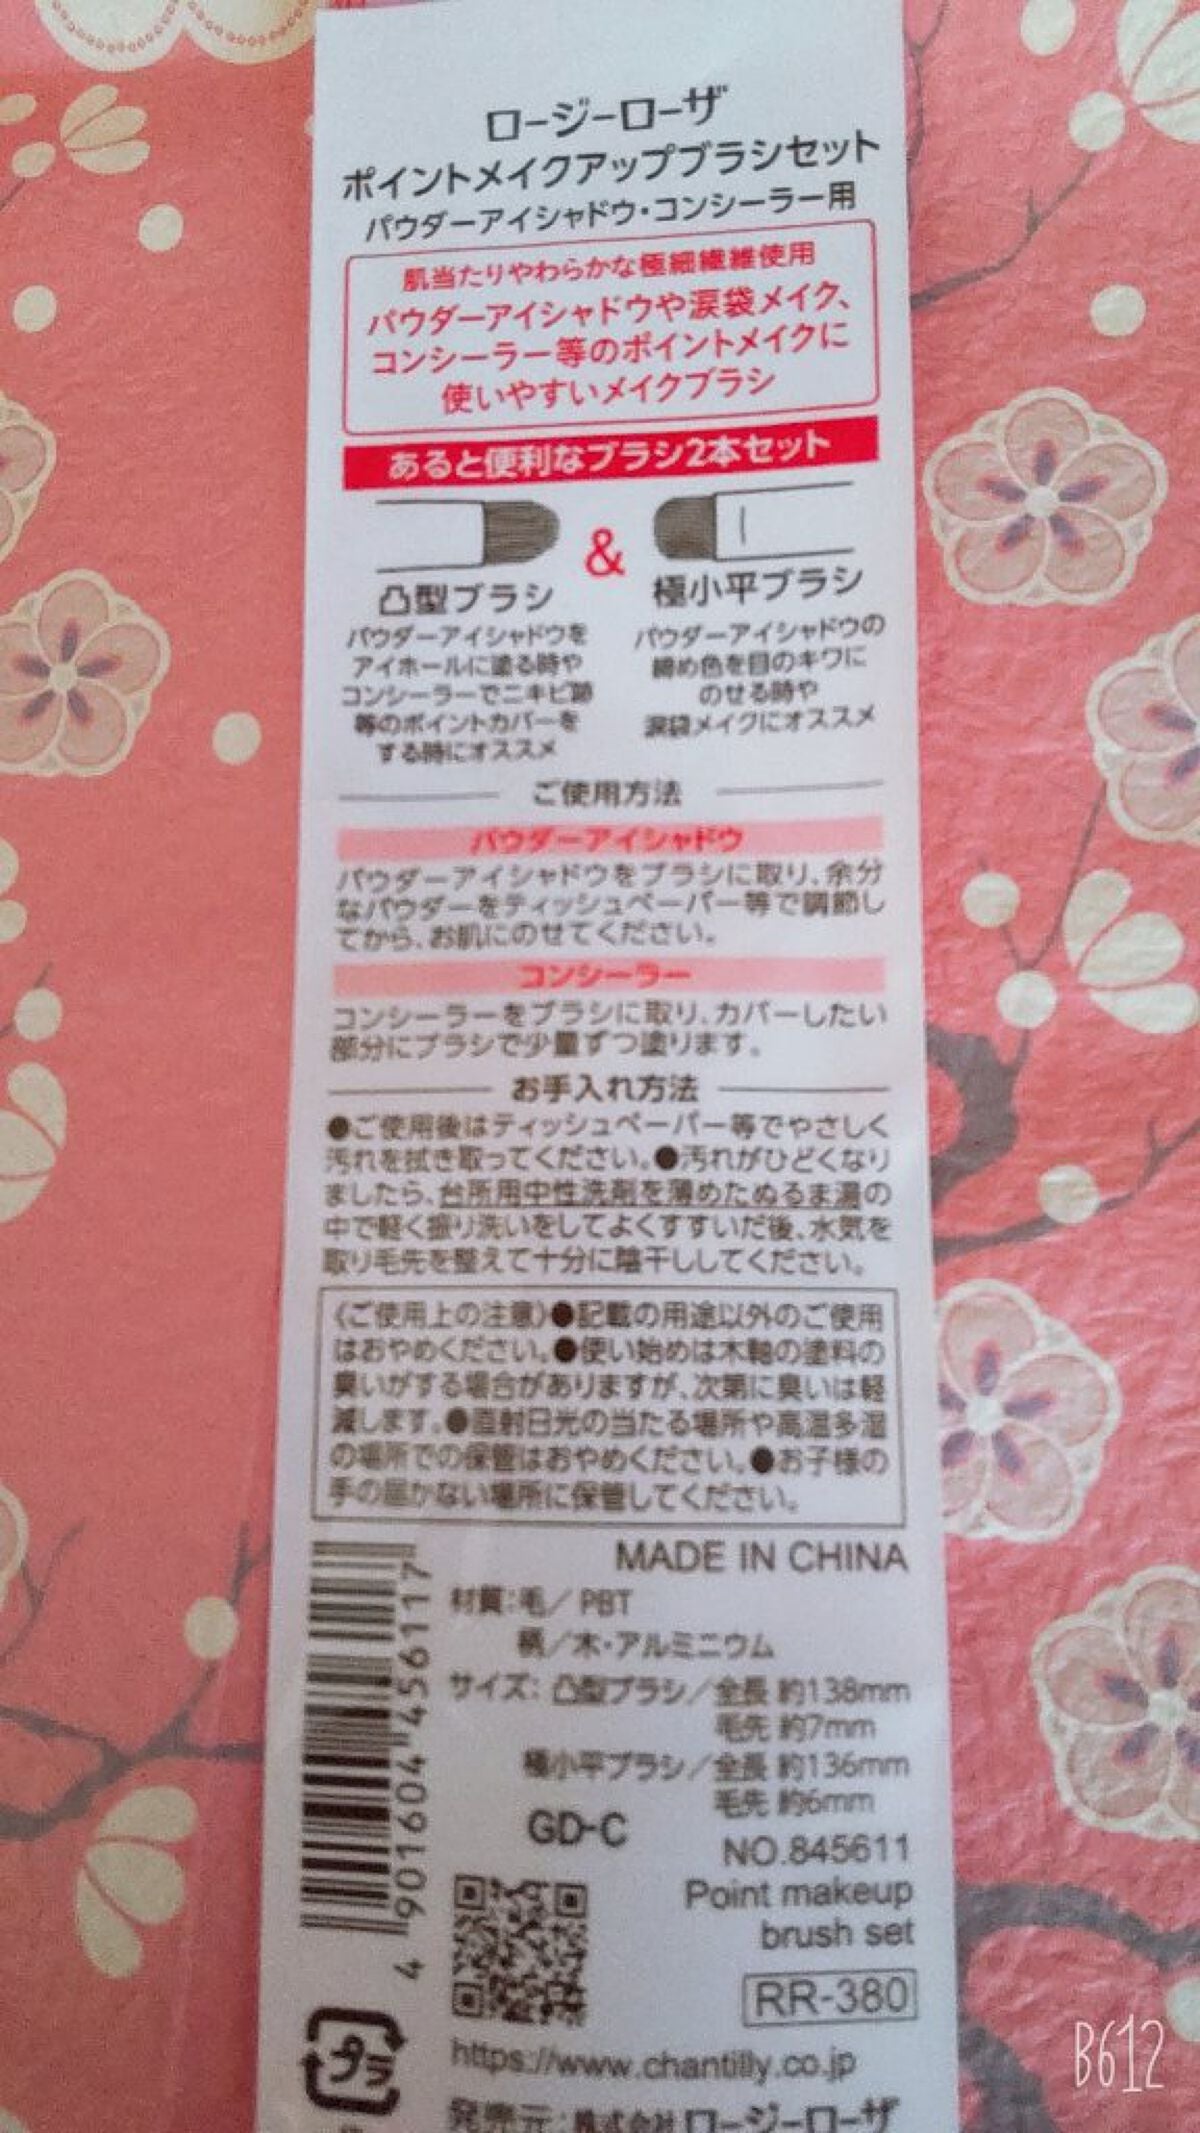 ロージーローザ
ポイントメイクアップブラシセット
パウダーアイシャドウ・コンシーラー用
肌当たりやわらかな極細繊維使用
パウダーアイシャドウや涙袋メイク、
コンシーラー等のポイントメイクに
使いやすいメイクブラシ
あると便利なブラシ2本セット
&
凸型ブラシ
パウダーアイシャドウを
アイホールに塗る時や
コンシーラーでニキビ跡
等のポイントカバーを
する時にオススメ
極小平ブラシ
パウダーアイシャドウの
締め色を目のキワに
のせる時や
涙袋メイクにオススメ
ご使用方法
パウダーアイシャドウ
パウダーアイシャドウをブラシに取り、余分
なパウダーをティッシュペーパー等で調節し
てから、お肌にのせてください。
コンシーラー
コンシーラーをブラシに取り、カバーしたい
部分にブラシで少量ずつ塗ります。
お手入れ方法
●ご使用後はティッシュペーパー等でやさしく
汚れを拭き取ってください。●汚れがひどくなり
ましたら、台所用中性洗剤を薄めたぬるま湯の
中で軽く振り洗いをしてよくすすいだ後、水気を
取り毛先を整えて十分に陰干ししてください。
《ご使用上の注意》●記載の用途以外のご使用
はおやめください。●使い始めは木軸の塗料の
臭いがする場合がありますが、次第に臭いは軽
減します。●直射日光の当たる場所や高温多湿
の場所での保管はおやめください。●お子様の
手の届かない場所に保管してください。
MADE IN CHINA
材質:毛/PBT
柄/木・アルミニウム
サイズ:凸型ブラシ/全長 約138mm
毛先 約7mm
極小平ブラシ/全長 約136mm
毛先 約6mm
GD-C
NO.845611
Point makeup
brush set
RR-380
4 901604 456117
プラ
https://www.chantilly.co.jp
発売元:株式会社 ロージーローザ
B612